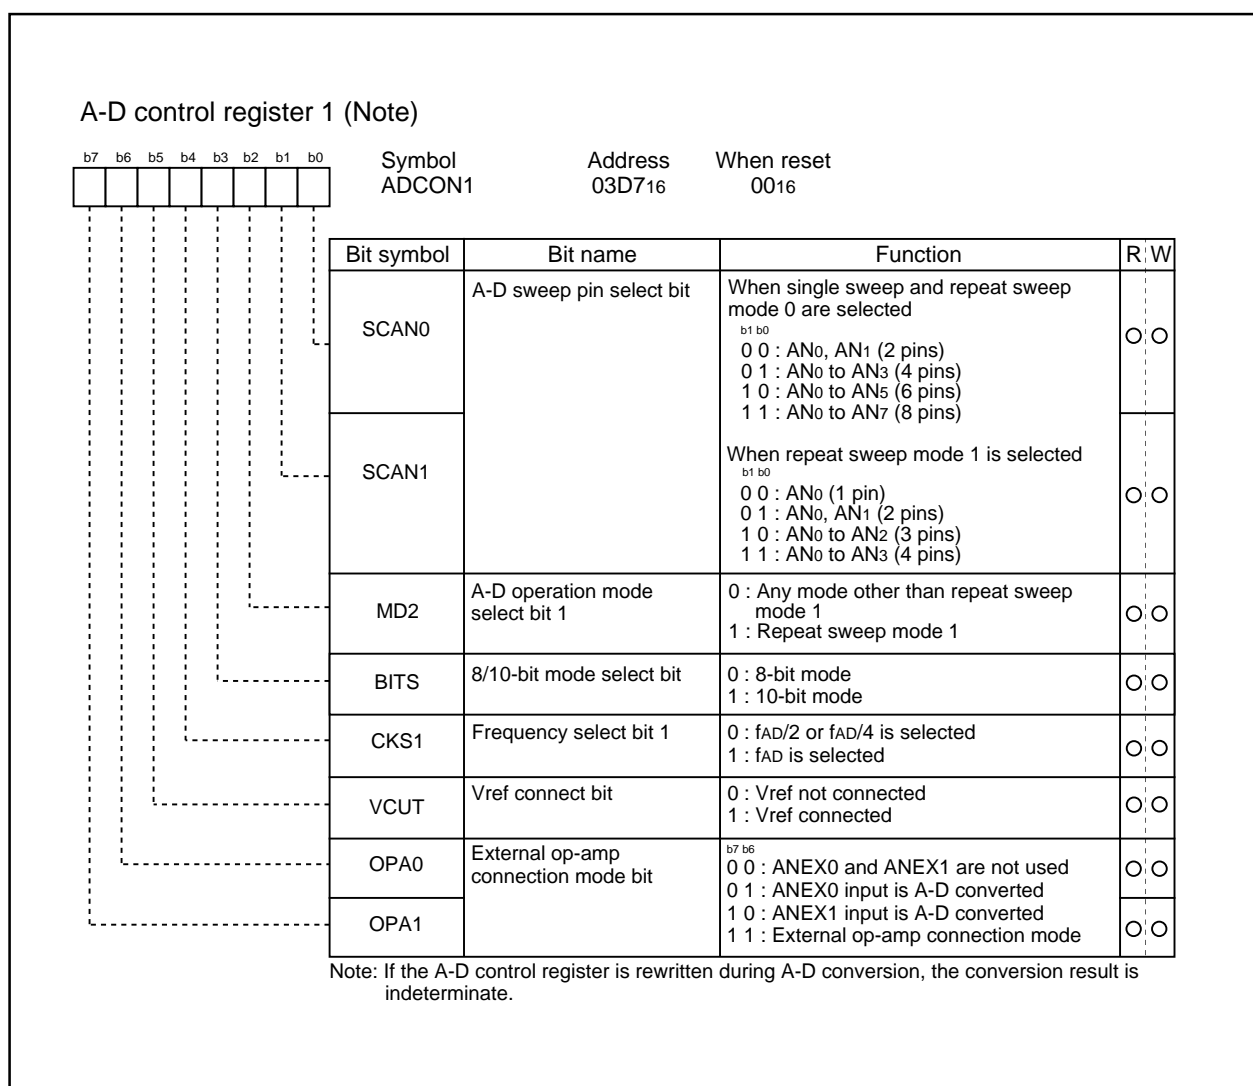 A-D control register 1 (Note)
b7 b6 b5 b4 b3 b2 b1 b0
Symbol Address When reset
ADCON1 03D716 0016
Bit symbol Bit name Function R W
SCAN0 A-D sweep pin select bit When single sweep and repeat sweep
mode 0 are selected
b1 b0
0 0 : AN0, AN1 (2 pins)
0 1 : AN0 to AN3 (4 pins)
1 0 : AN0 to AN5 (6 pins)
1 1 : AN0 to AN7 (8 pins)
SCAN1 When repeat sweep mode 1 is selected
b1 b0
0 0 : AN0 (1 pin)
0 1 : AN0, AN1 (2 pins)
1 0 : AN0 to AN2 (3 pins)
1 1 : AN0 to AN3 (4 pins)
MD2 A-D operation mode
select bit 1
0 : Any mode other than repeat sweep
mode 1
1 : Repeat sweep mode 1
BITS 8/10-bit mode select bit 0 : 8-bit mode
1 : 10-bit mode
CKS1 Frequency select bit 1 0 : fAD/2 or fAD/4 is selected
1 : fAD is selected
VCUT Vref connect bit 0 : Vref not connected
1 : Vref connected
OPA0 External op-amp
connection mode bit
b7 b6
0 0 : ANEX0 and ANEX1 are not used
0 1 : ANEX0 input is A-D converted
OPA1 1 0 : ANEX1 input is A-D converted
1 1 : External op-amp connection mode
Note: If the A-D control register is rewritten during A-D conversion, the conversion result is
indeterminate.